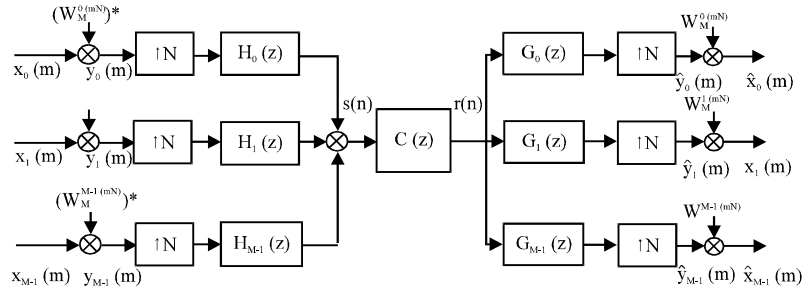 (W_M^0 (mN))* W_M^0 (mN)
↑N H_0 (z) G_0 (z) ↑N
x_0 (m) y_0 (m) ŷ_0 (m) x̂_0 (m)
s(n) r(n) W_M^1 (mN)
↑N H_1 (z) C (z) G_1 (z) ↑N
x_1 (m) y_1 (m) ŷ_1 (m) x_1 (m)
(W_M^M-1 (mN))* W^M-1 (mN)
↑N H_M-1 (z) G_M-1 (z) ↑N
x_M-1 (m) y_M-1 (m) ŷ_M-1 (m) x̂_M-1 (m)